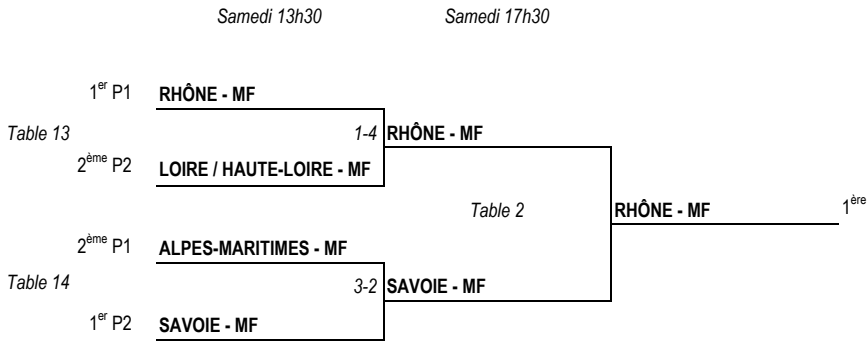 Samedi 13h30 Samedi 17h30
1er P1 RHÔNE - MF
Table 13 1-4 RHÔNE - MF
2ème P2 LOIRE / HAUTE-LOIRE - MF
Table 2 RHÔNE - MF 1ère
2ème P1 ALPES-MARITIMES - MF
Table 14 3-2 SAVOIE - MF
1er P2 SAVOIE - MF